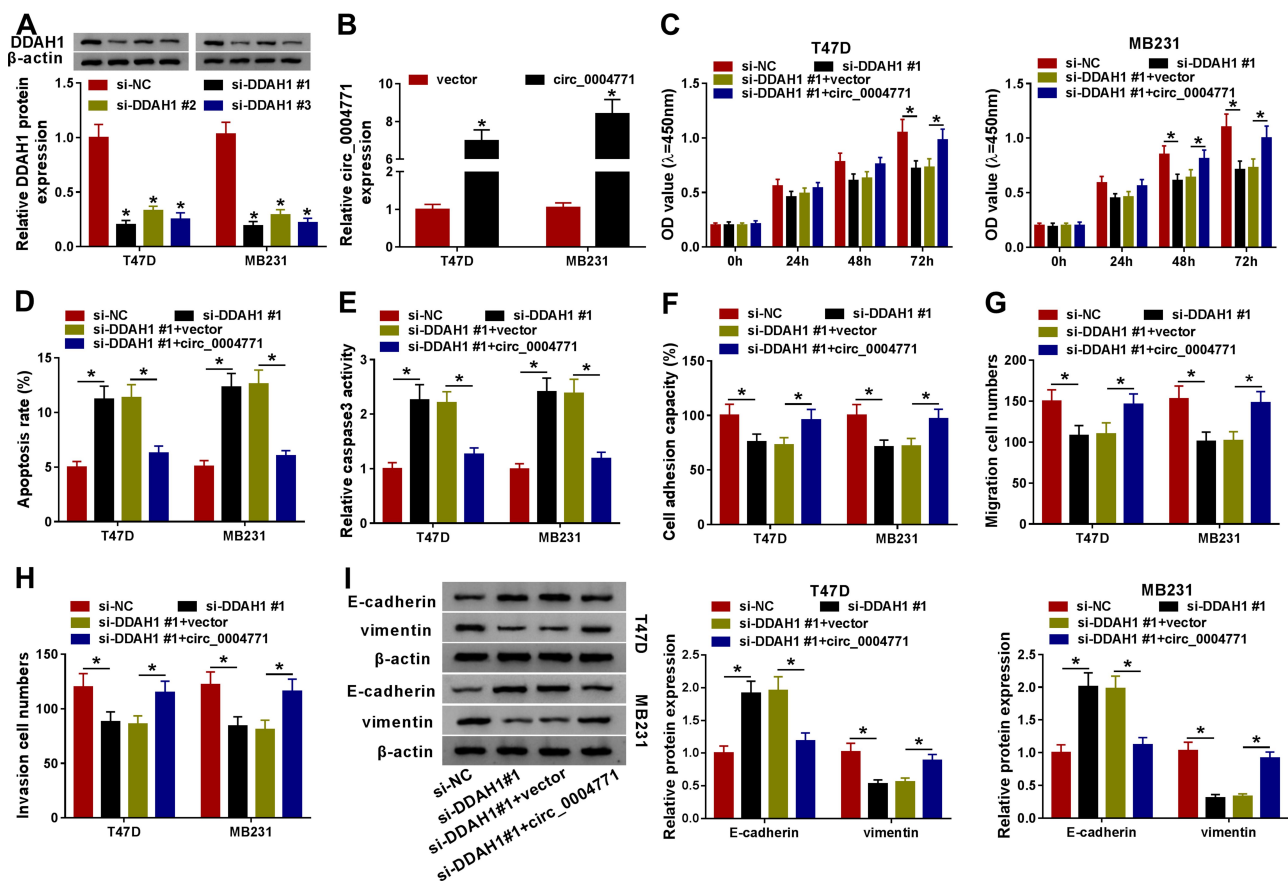 A
DDAH1
β-actin
si-NC si-DDAH1 #1
si-DDAH1 #2 si-DDAH1 #3
Relative DDAH1 protein
expression
1.5
1.0
0.5
0.0
* * * * * *
T47D MB231
B
vector circ_0004771
Relative circ_0004771
expression
10
8
6
2
1
0
* *
T47D MB231
C
T47D
si-NC si-DDAH1 #1
si-DDAH1 #1+vector
si-DDAH1 #1+circ_0004771
OD value (λ=450nm)
1.5
1.0
0.5
0.0
* *
0h 24h 48h 72h
MB231
si-NC si-DDAH1 #1
si-DDAH1 #1+vector
si-DDAH1 #1+circ_0004771
OD value (λ=450nm)
1.5
1.0
0.5
0.0
* * * *
0h 24h 48h 72h
D
si-NC si-DDAH1 #1
si-DDAH1 #1+vector
si-DDAH1 #1+circ_0004771
Apoptosis rate (%)
15
10
5
0
* * * *
T47D MB231
E
si-NC si-DDAH1 #1
si-DDAH1 #1+vector
si-DDAH1 #1+circ_0004771
Relative caspase3 activity
3
2
1
0
* * * *
T47D MB231
F
si-NC si-DDAH1 #1
si-DDAH1 #1+vector
si-DDAH1 #1+circ_0004771
Cell adhesion capacity (%)
150
100
50
0
* * * *
T47D MB231
G
si-NC si-DDAH1 #1
si-DDAH1 #1+vector
si-DDAH1 #1+circ_0004771
Migration cell numbers
200
150
100
50
0
* * * *
T47D MB231
H
si-NC si-DDAH1 #1
si-DDAH1 #1+vector
si-DDAH1 #1+circ_0004771
Invasion cell numbers
150
100
50
0
* * * *
T47D MB231
I
E-cadherin
vimentin
β-actin
T47D
E-cadherin
vimentin
β-actin
MB231
si-NC
si-DDAH1#1
si-DDAH1#1+vector
si-DDAH1#1+circ_0004771
T47D
si-NC si-DDAH1 #1
si-DDAH1 #1+vector
si-DDAH1 #1+circ_0004771
Relative protein expression
2.5
2.0
1.5
1.0
0.5
0.0
* * * *
E-cadherin vimentin
MB231
si-NC si-DDAH1 #1
si-DDAH1 #1+vector
si-DDAH1 #1+circ_0004771
Relative protein expression
2.5
2.0
1.5
1.0
0.5
0.0
* * * *
E-cadherin vimentin